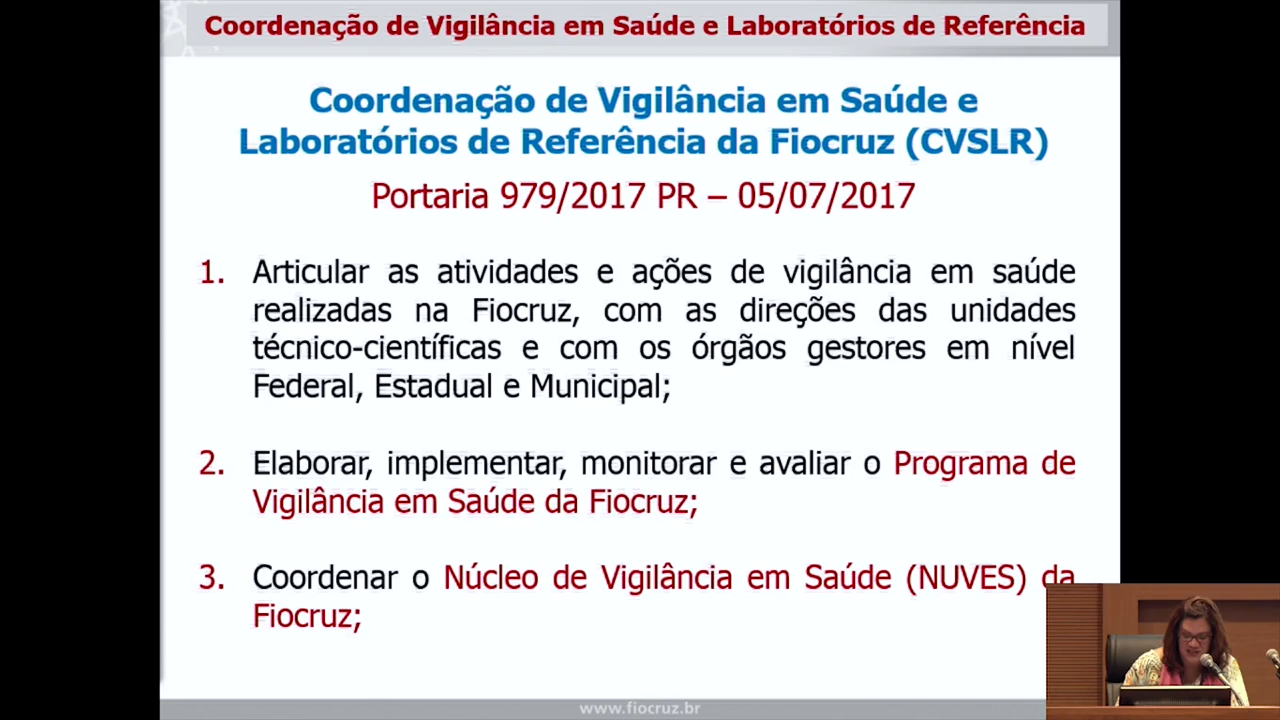 Coordenação de Vigilância em Saúde e Laboratórios de Referência
Coordenação de Vigilância em Saúde e
Laboratórios de Referência da Fiocruz (CVSLR)
Portaria 979/2017 PR – 05/07/2017
1. Articular as atividades e ações de vigilância em saúde
realizadas na Fiocruz, com as direções das unidades
técnico-científicas e com os órgãos gestores em nível
Federal, Estadual e Municipal;
2. Elaborar, implementar, monitorar e avaliar o Programa de
Vigilância em Saúde da Fiocruz;
3. Coordenar o Núcleo de Vigilância em Saúde (NUVES) da
Fiocruz;
www.fiocruz.br